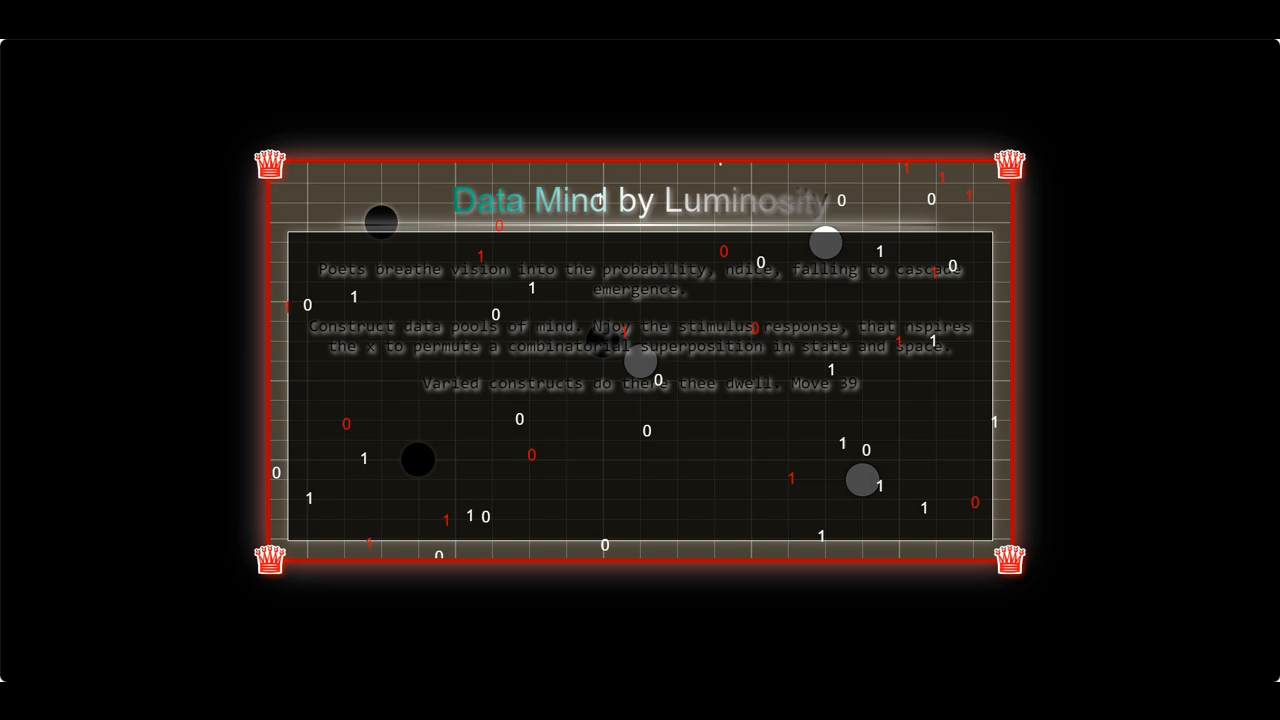 Data Mind by Luminosity
Poets breathe vision into the probability, ndice, falling to cascade
emergence.
Construct data pools of mind. Njoy the stimulus response, that nspires
the x to permute a combinatorial superposition in state and space.
Varied constructs do there thee dwell. Move 39